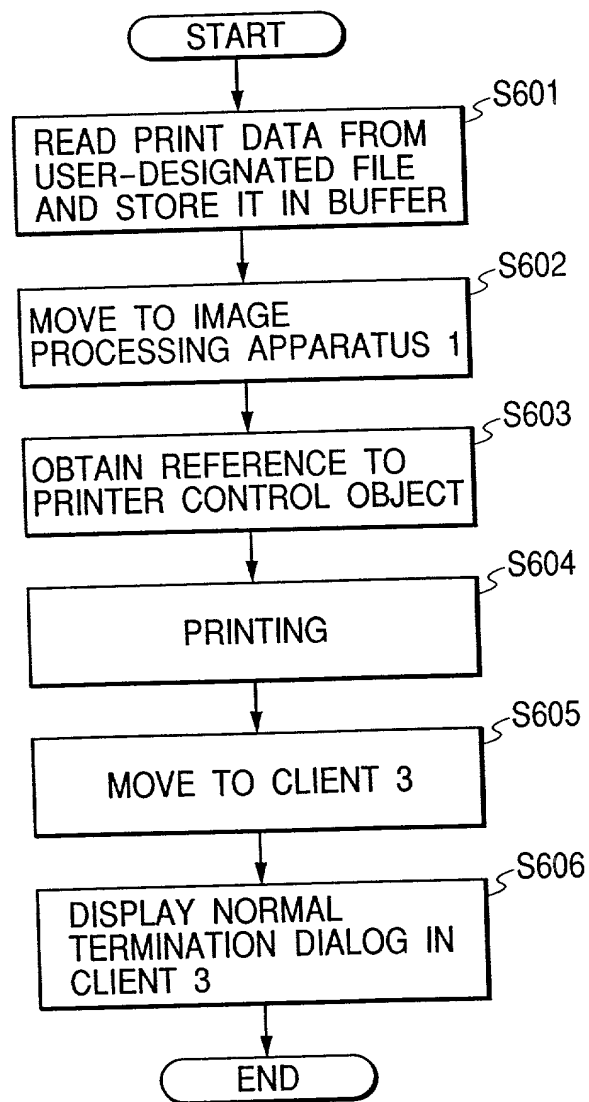 START
S601
READ PRINT DATA FROM
USER-DESIGNATED FILE
AND STORE IT IN BUFFER
S602
MOVE TO IMAGE
PROCESSING APPARATUS 1
S603
OBTAIN REFERENCE TO
PRINTER CONTROL OBJECT
S604
PRINTING
S605
MOVE TO CLIENT 3
S606
DISPLAY NORMAL
TERMINATION DIALOG IN
CLIENT 3
END